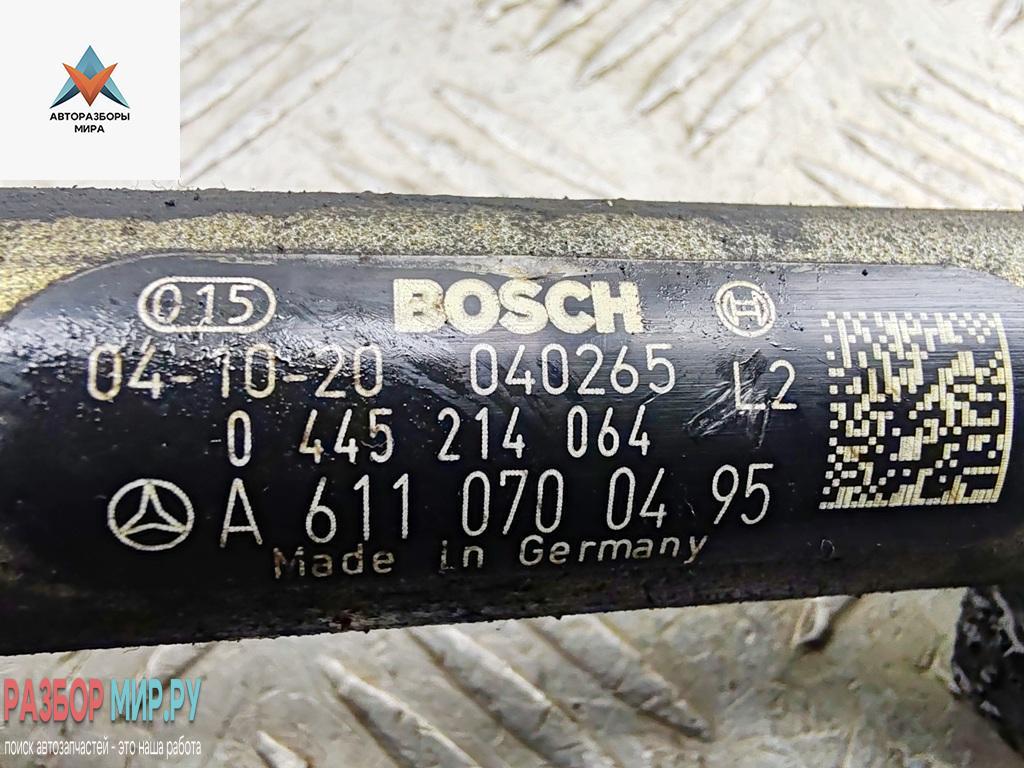 АВТОРАЗБОРЫ
МИРА
015 BOSCH H
04-10-20 040265 L2
0 445 214 064
A 611 070 04 95
Made in Germany
РАЗБОР МИР.РУ
поиск автозапчастей - это наша работа